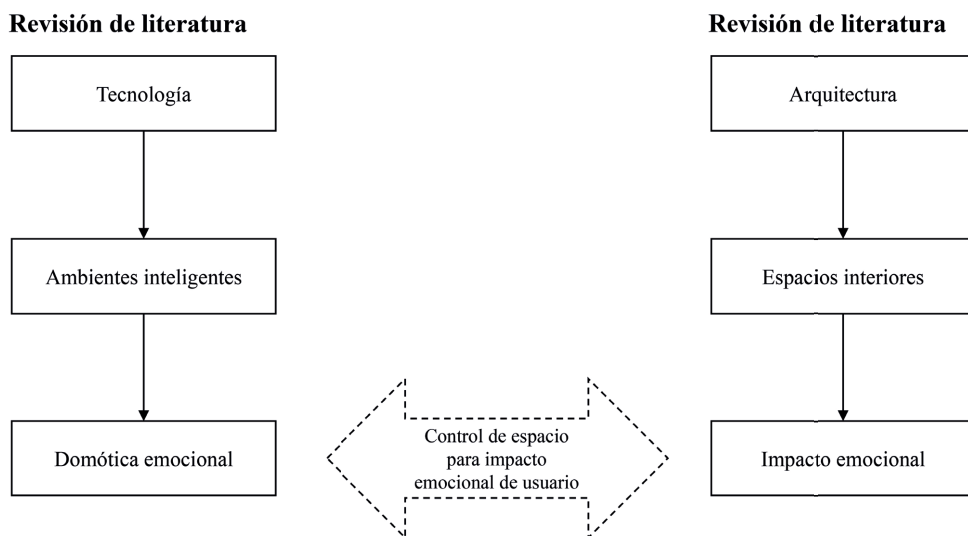 Revisión de literatura
Tecnología
Ambientes inteligentes
Domótica emocional
Control de espacio
para impacto
emocional de usuario
Revisión de literatura
Arquitectura
Espacios interiores
Impacto emocional